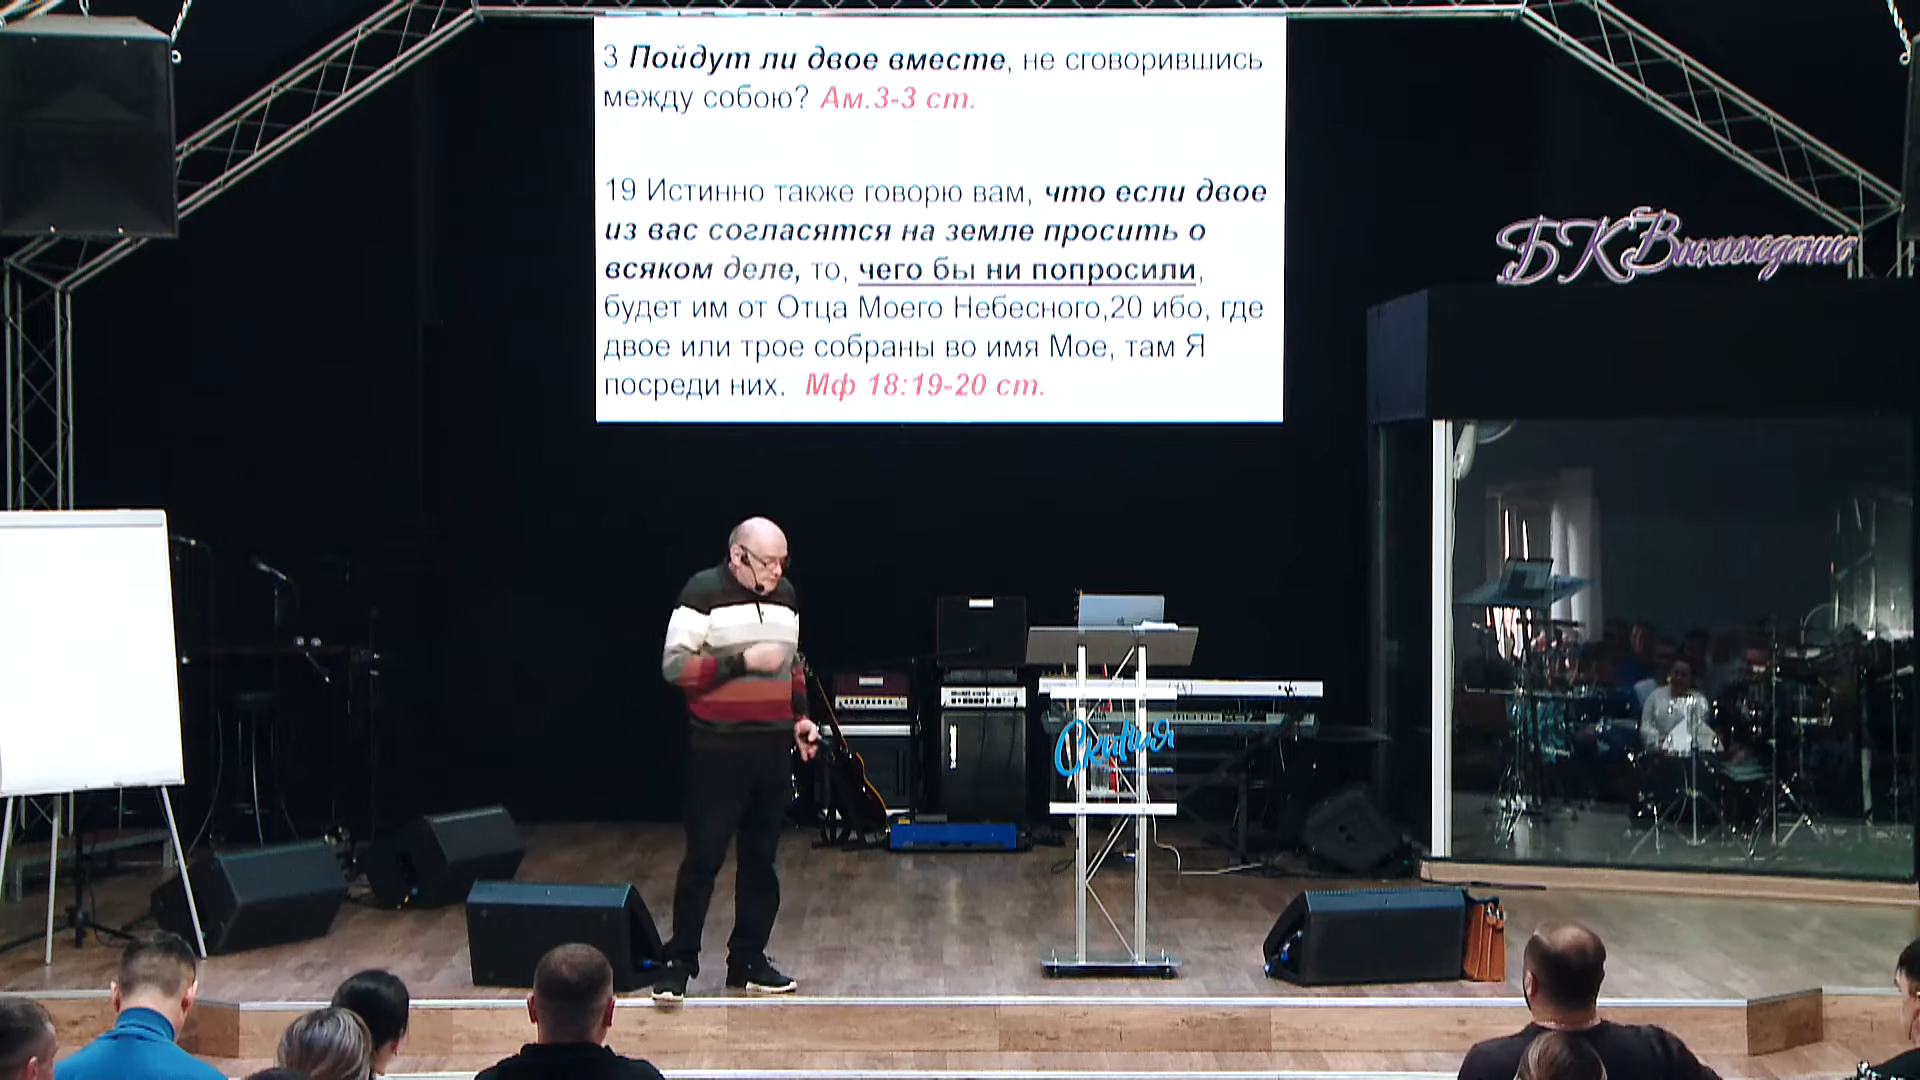 3 Пойдут ли двое вместе, не сговорившись
между собою? Ам.3-3 ст.
19 Истинно также говорю вам, что если двое
из вас согласятся на земле просить о
всяком деле, то, чего бы ни попросили,
будет им от Отца Моего Небесного,20 ибо, где
двое или трое собраны во имя Мое, там Я
посреди них. Мф 18:19-20 ст.
БК Восхождение
Скиния